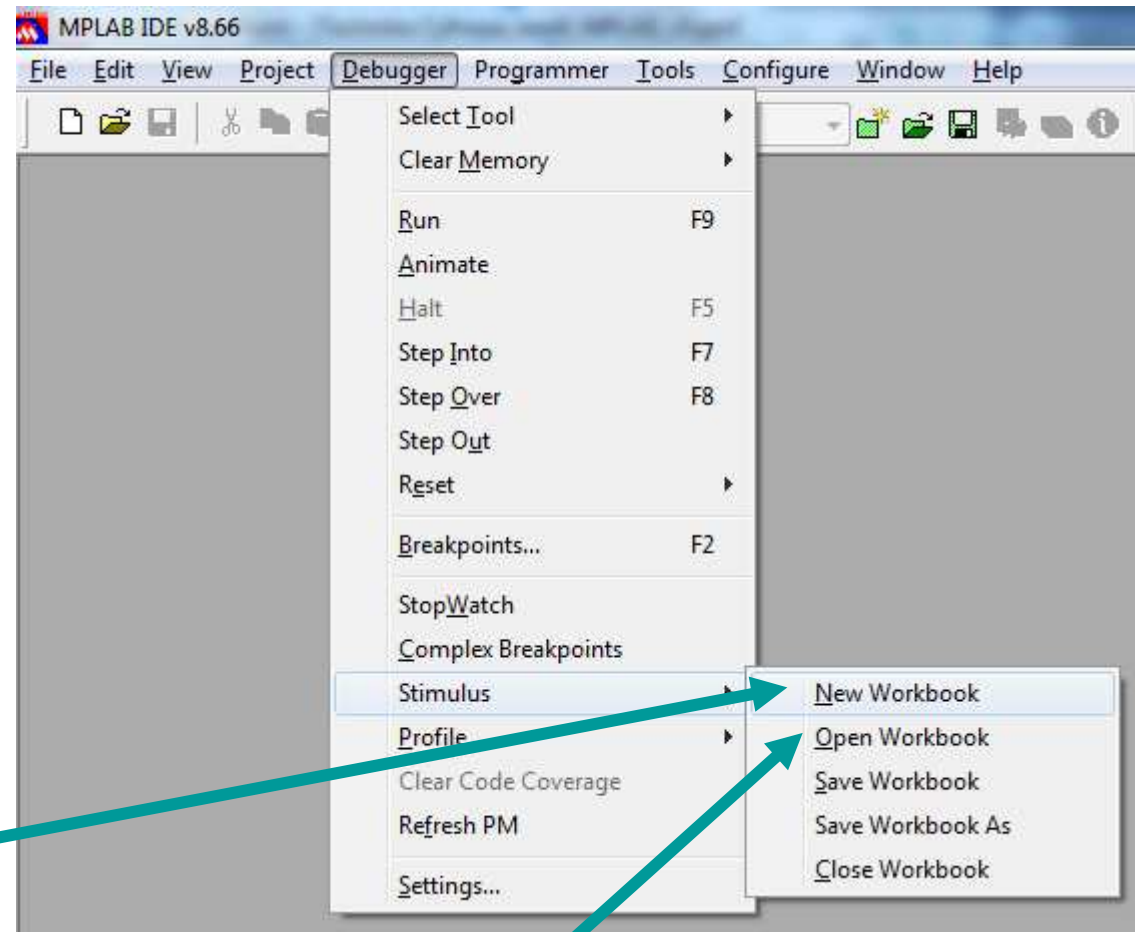 MPLAB IDE v8.66
File Edit View Project Debugger Programmer Tools Configure Window Help
Select Tool
Clear Memory
Run F9
Animate
Halt F5
Step Into F7
Step Over F8
Step Out
Reset
Breakpoints... F2
StopWatch
Complex Breakpoints
Stimulus
Profile
Clear Code Coverage
Refresh PM
Settings...
New Workbook
Open Workbook
Save Workbook
Save Workbook As
Close Workbook